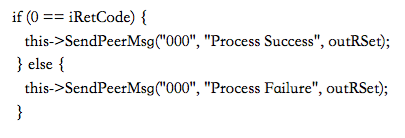 if (0 == iRetCode) {
this->SendPeerMsg("000", "Process Success", outRSet);
} else {
this->SendPeerMsg("000", "Process Failure", outRSet);
}